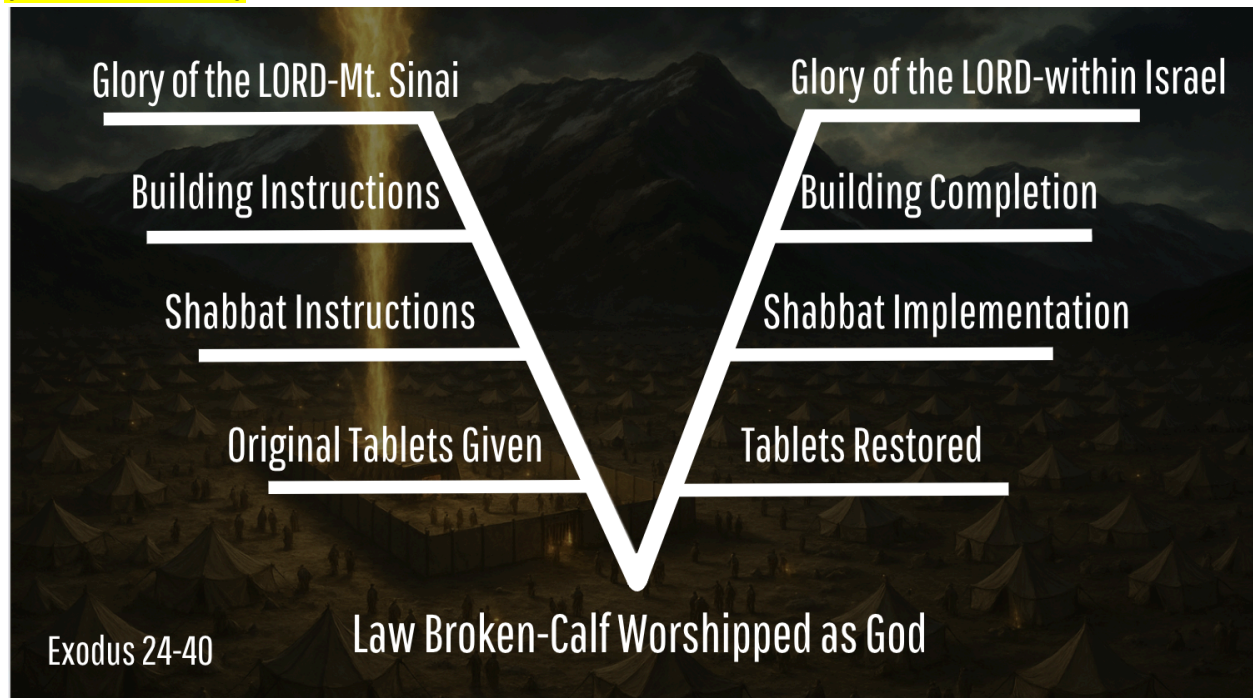 Glory of the LORD-Mt. Sinai
Glory of the LORD-within Israel
Building Instructions
Building Completion
Shabbat Instructions
Shabbat Implementation
Original Tablets Given
Tablets Restored
Law Broken-Calf Worshipped as God
Exodus 24-40